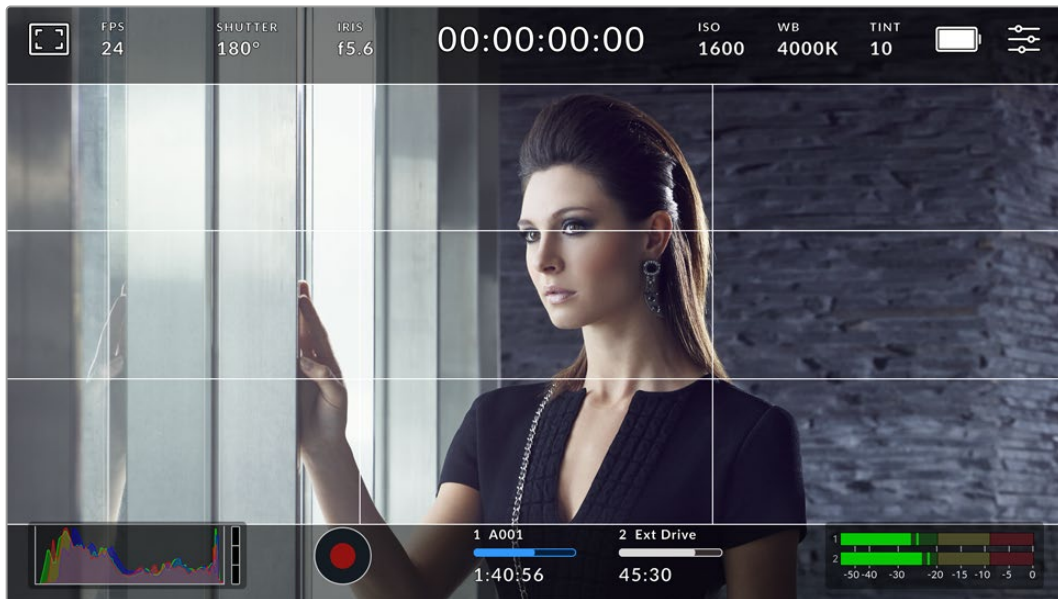 FPS SHUTTER IRIS 00:00:00:00 ISO WB TINT
24 180° f5.6 1600 4000K 10
1 A001 2 Ext Drive
1:40:56 45:30
1
2
-50 -40 -30 -20 -15 -10 -5 0